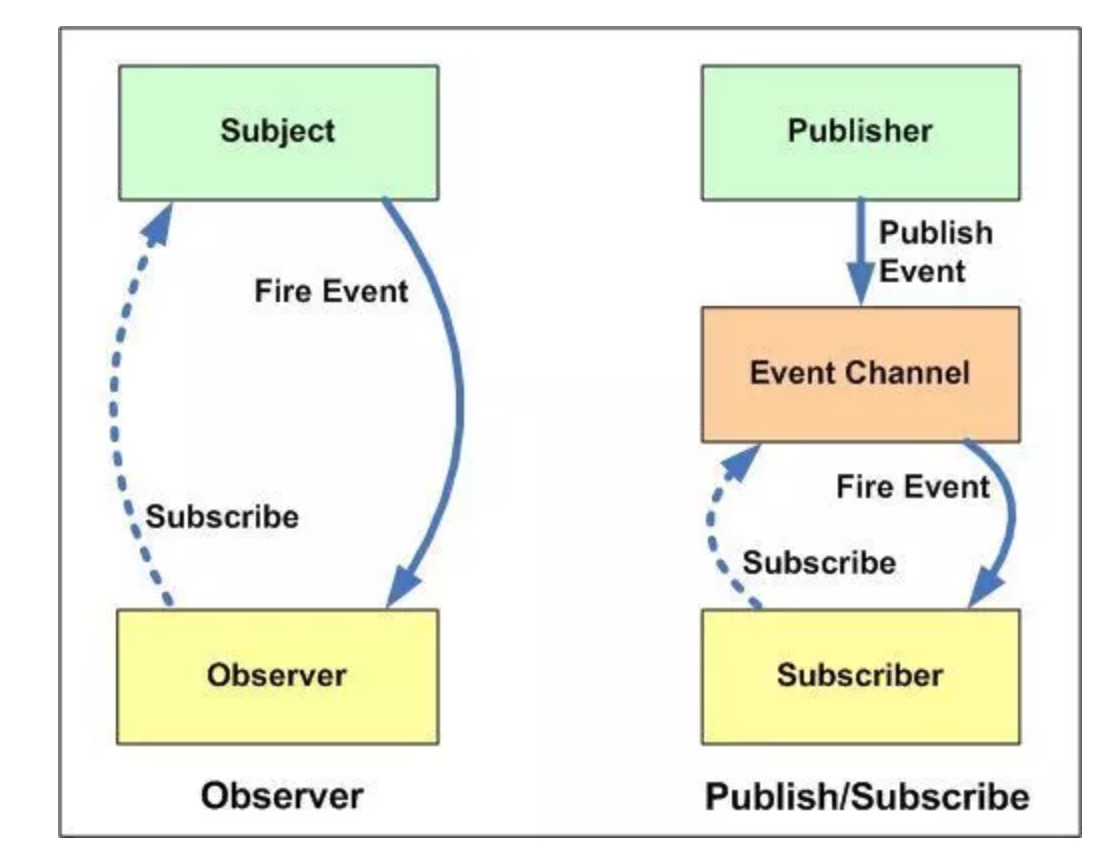 Subject
Fire Event
Subscribe
Observer
Observer
Publisher
Publish
Event
Event Channel
Fire Event
Subscribe
Subscriber
Publish/Subscribe